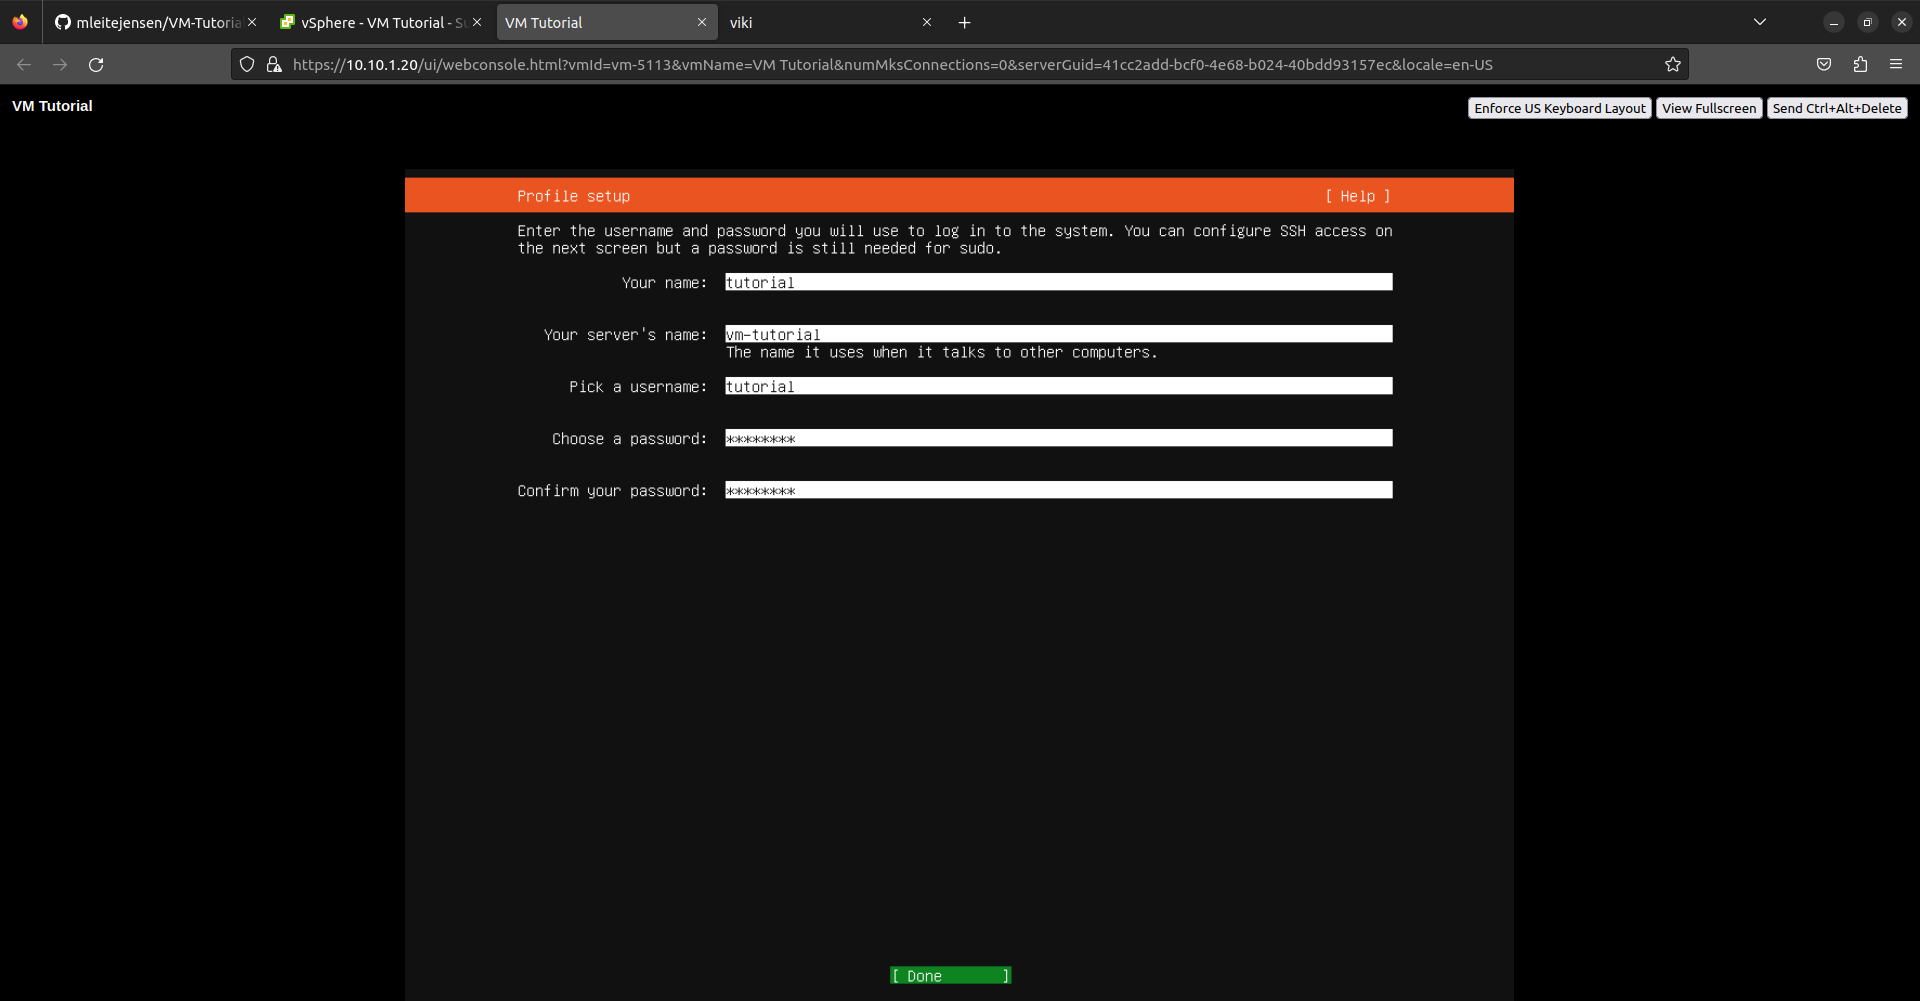 mleitejensen/VM-Tutoria
vSphere - VM Tutorial - Su
VM Tutorial
viki
https://10.10.1.20/ui/webconsole.html?vmId=vm-5113&vmName=VM Tutorial&numMksConnections=0&serverGuid=41cc2add-bcf0-4e68-b024-40bdd93157ec&locale=en-US
VM Tutorial
Enforce US Keyboard Layout
View Fullscreen
Send Ctrl+Alt+Delete
Profile setup
[ Help ]
Enter the username and password you will use to log in to the system. You can configure SSH access on
the next screen but a password is still needed for sudo.
Your name: tutorial
Your server's name: vm-tutorial
The name it uses when it talks to other computers.
Pick a username: tutorial
Choose a password: ********
Confirm your password: ********
[ Done ]